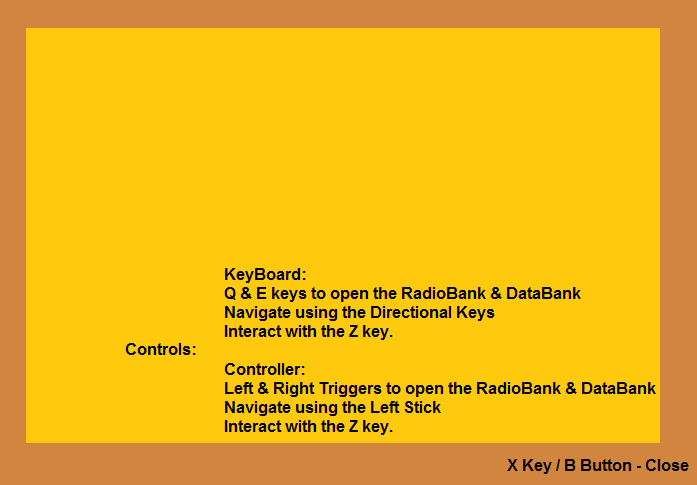 KeyBoard:
Q & E keys to open the RadioBank & DataBank
Navigate using the Directional Keys
Interact with the Z key.
Controls:
Controller:
Left & Right Triggers to open the RadioBank & DataBank
Navigate using the Left Stick
Interact with the Z key.
X Key / B Button - Close